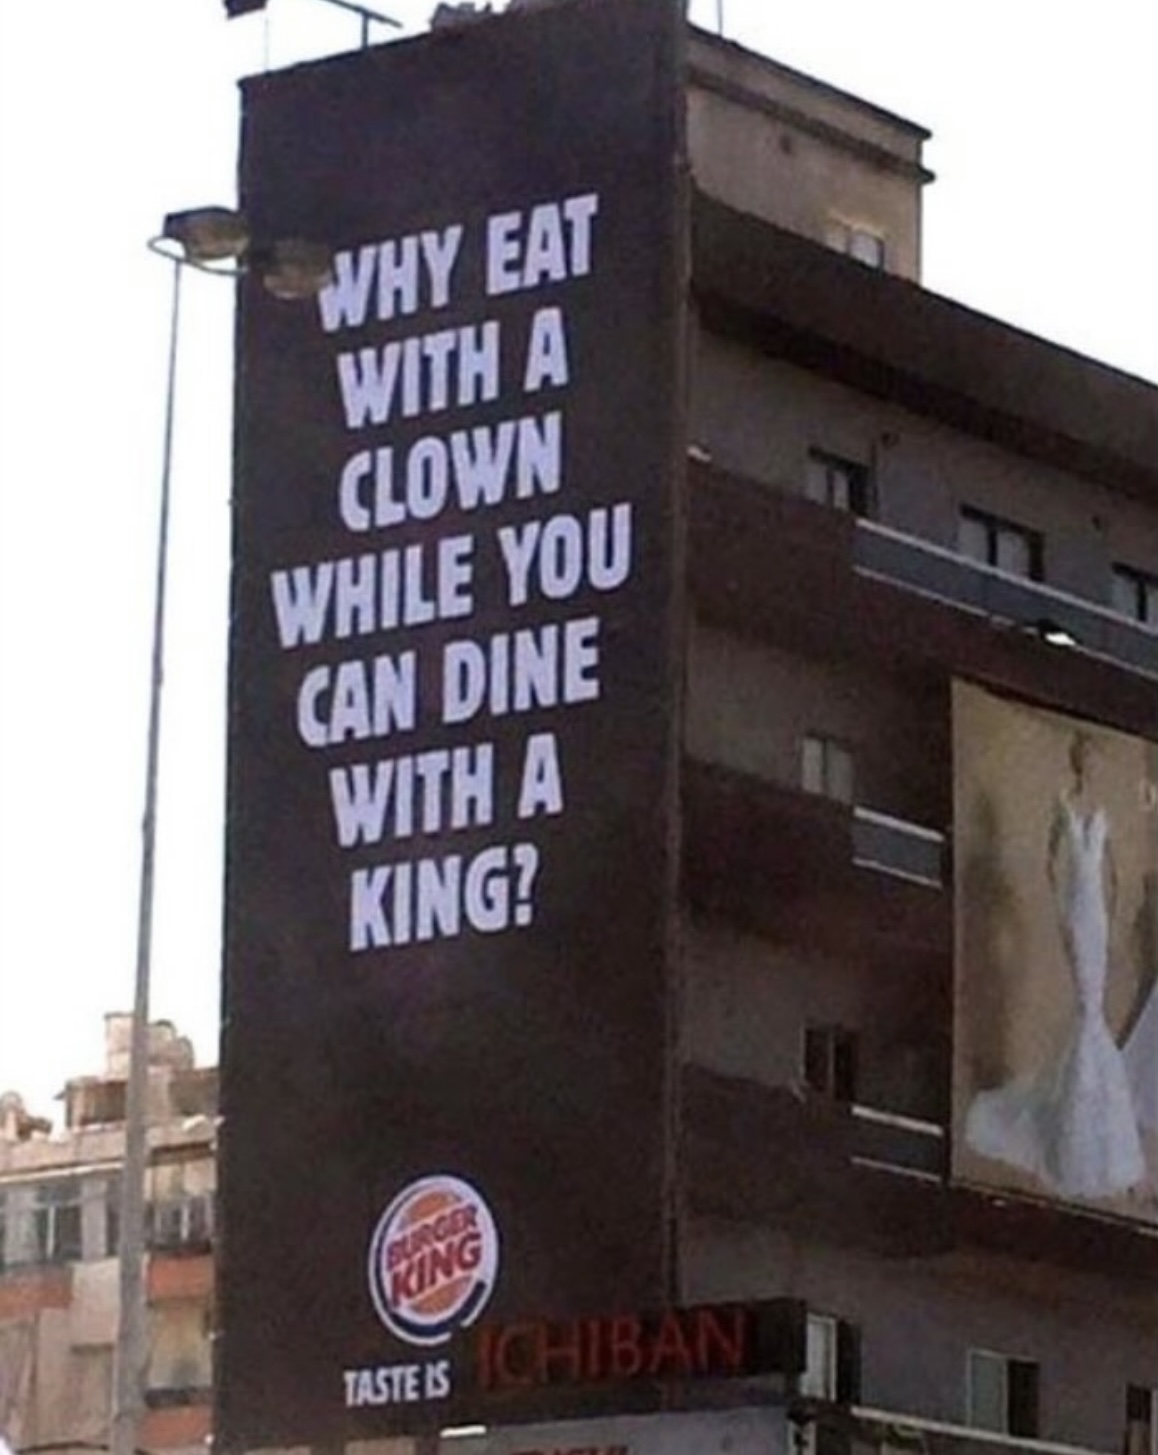 WHY EAT
WITH A
CLOWN
WHILE YOU
CAN DINE
WITH A
KING?
BURGER
KING
TASTE IS
ICHIBAN